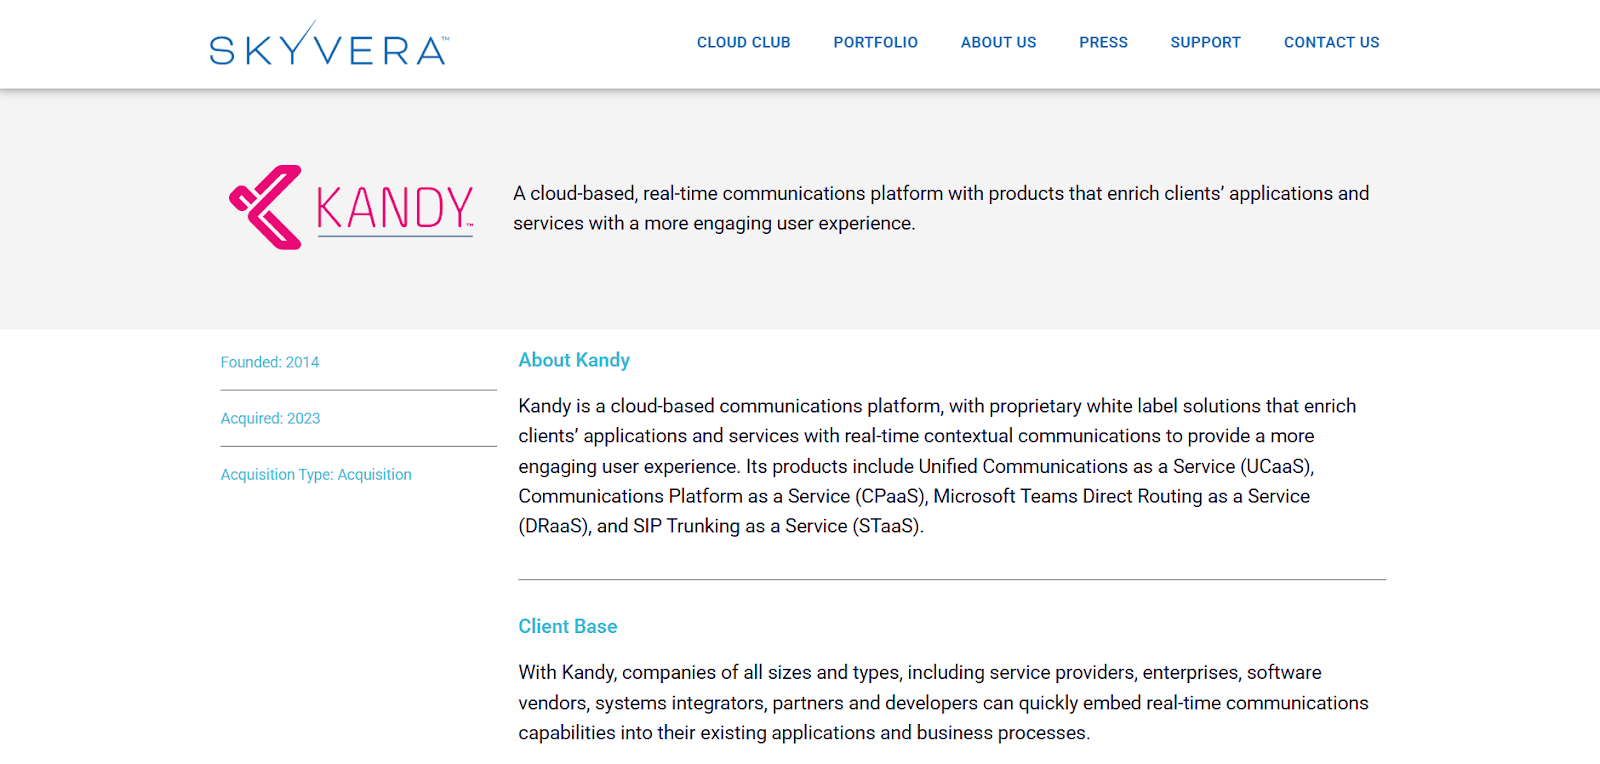 SKYVERA™
CLOUD CLUB
PORTFOLIO
ABOUT US
PRESS
SUPPORT
CONTACT US
KANDY™
A cloud-based, real-time communications platform with products that enrich clients’ applications and
services with a more engaging user experience.
Founded: 2014
Acquired: 2023
Acquisition Type: Acquisition
About Kandy
Kandy is a cloud-based communications platform, with proprietary white label solutions that enrich
clients’ applications and services with real-time contextual communications to provide a more
engaging user experience. Its products include Unified Communications as a Service (UCaaS),
Communications Platform as a Service (CPaaS), Microsoft Teams Direct Routing as a Service
(DRaaS), and SIP Trunking as a Service (STaaS).
Client Base
With Kandy, companies of all sizes and types, including service providers, enterprises, software
vendors, systems integrators, partners and developers can quickly embed real-time communications
capabilities into their existing applications and business processes.